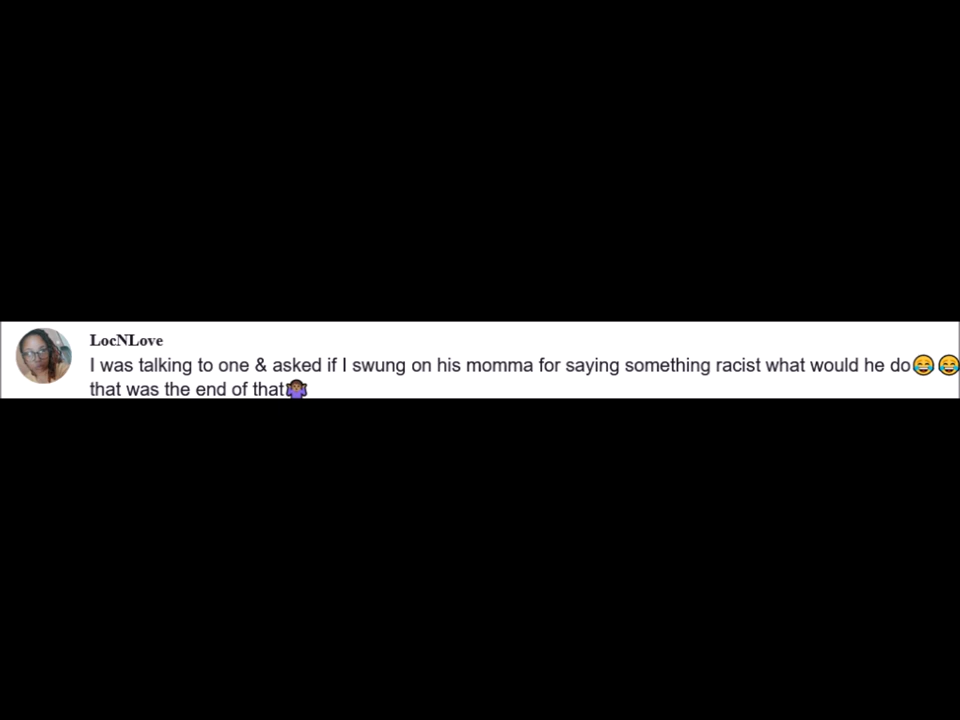 LocNLove
I was talking to one & asked if I swung on his momma for saying something racist what would he do😂😂
that was the end of that🤷🏾‍♀️